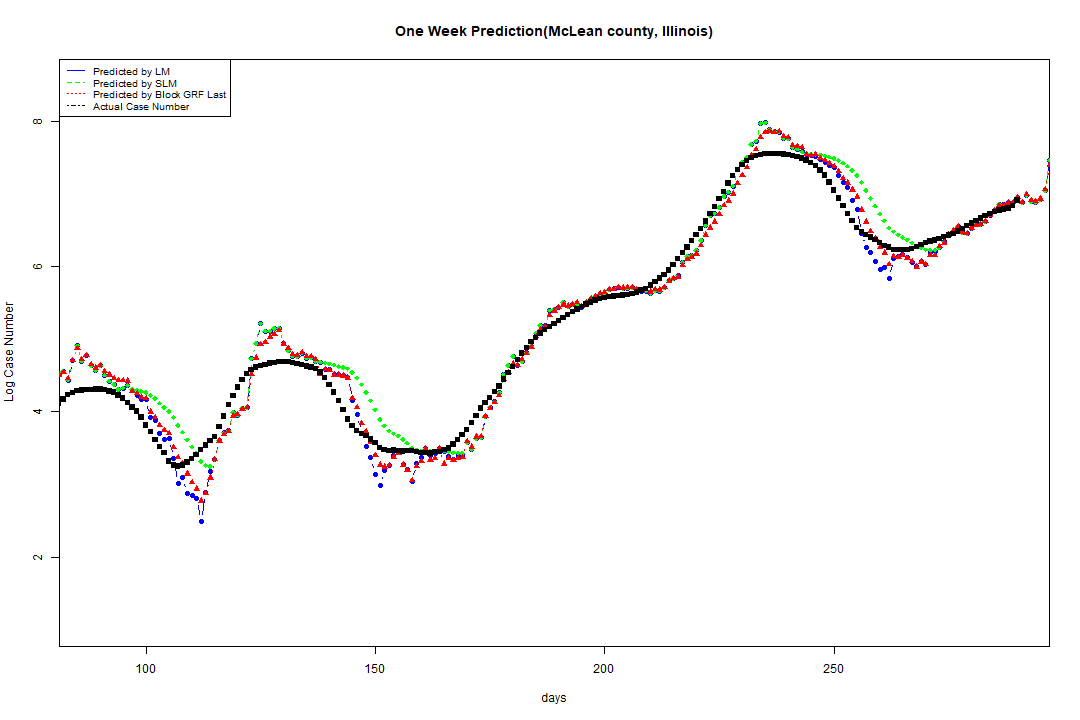 One Week Prediction(McLean county, Illinois)
Predicted by LM
Predicted by SLM
Predicted by Block GRF Last
Actual Case Number
8
6
4
2
Log Case Number
100 150 200 250
days